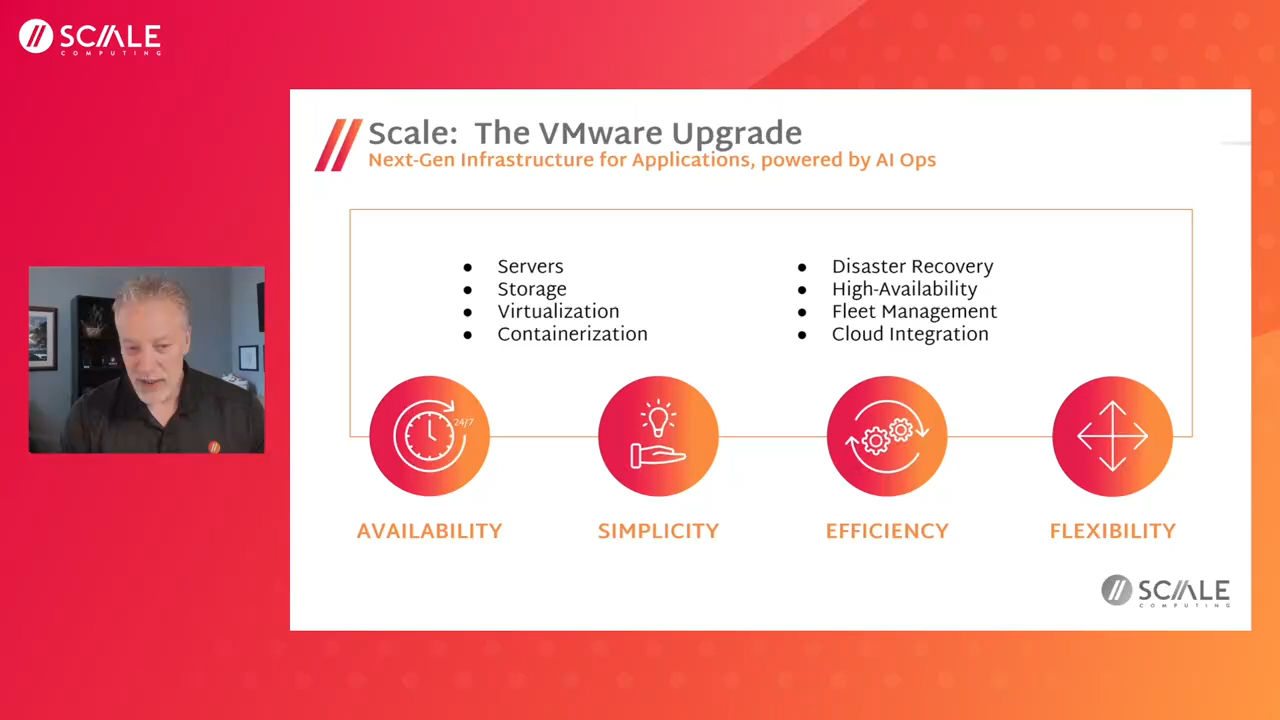 SCALE
COMPUTING
Scale: The VMware Upgrade
Next-Gen Infrastructure for Applications, powered by AI Ops
● Servers
● Storage
● Virtualization
● Containerization
● Disaster Recovery
● High-Availability
● Fleet Management
● Cloud Integration
24/7
AVAILABILITY
SIMPLICITY
EFFICIENCY
FLEXIBILITY
SCALE
COMPUTING